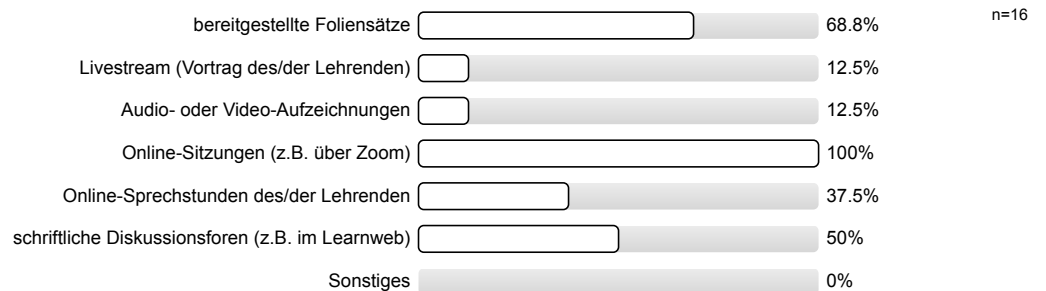 n=16
bereitgestellte Foliensätze 68.8%
Livestream (Vortrag des/der Lehrenden) 12.5%
Audio- oder Video-Aufzeichnungen 12.5%
Online-Sitzungen (z.B. über Zoom) 100%
Online-Sprechstunden des/der Lehrenden 37.5%
schriftliche Diskussionsforen (z.B. im Learnweb) 50%
Sonstiges 0%